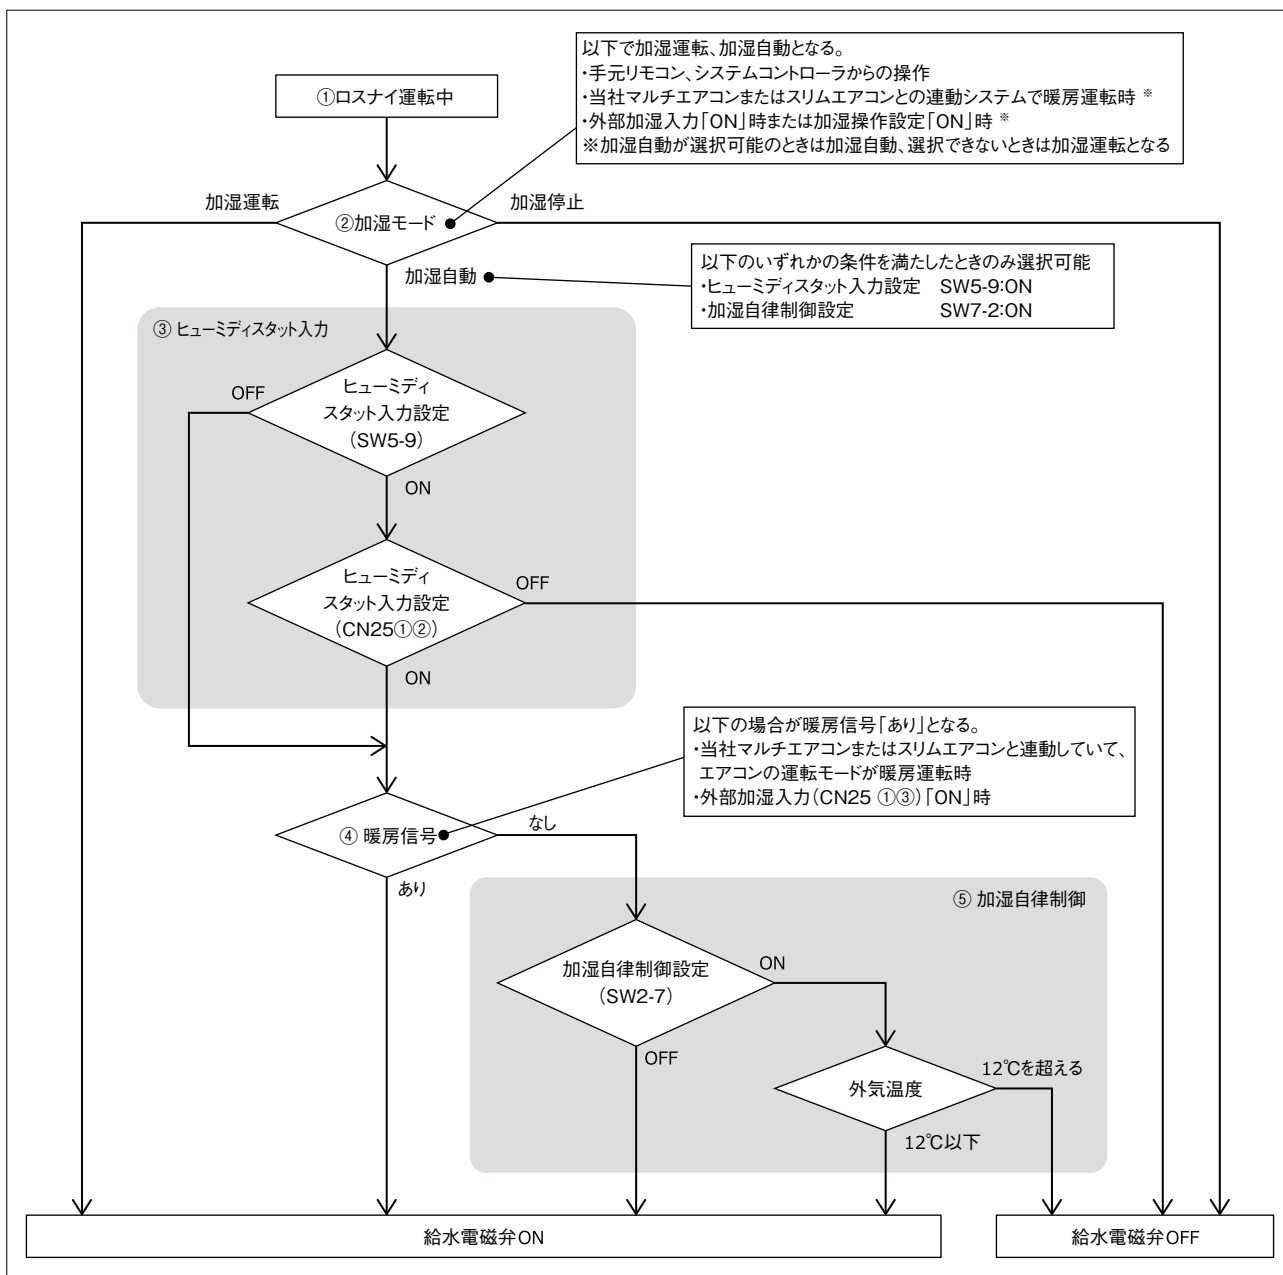 以下で加湿運転、加湿自動となる。
・手元リモコン、システムコントローラからの操作
・当社マルチエアコンまたはスリムエアコンとの連動システムで暖房運転時 ※
・外部加湿入力「ON」時または加湿操作設定「ON」時 ※
※加湿自動が選択可能のときは加湿自動、選択できないときは加湿運転となる
①ロスナイ運転中
加湿運転
②加湿モード
加湿停止
加湿自動
以下のいずれかの条件を満たしたときのみ選択可能
・ヒューミディスタット入力設定 SW5-9:ON
・加湿自律制御設定 SW7-2:ON
③ ヒューミディスタット入力
OFF
ヒューミディ
スタット入力設定
(SW5-9)
ON
ヒューミディ
スタット入力設定
(CN25①②)
OFF
ON
以下の場合が暖房信号「あり」となる。
・当社マルチエアコンまたはスリムエアコンと連動していて、
エアコンの運転モードが暖房運転時
・外部加湿入力(CN25 ①③)「ON」時
④ 暖房信号
なし
あり
⑤ 加湿自律制御
加湿自律制御設定
(SW2-7)
ON
OFF
外気温度
12℃を超える
12℃以下
給水電磁弁ON
給水電磁弁OFF